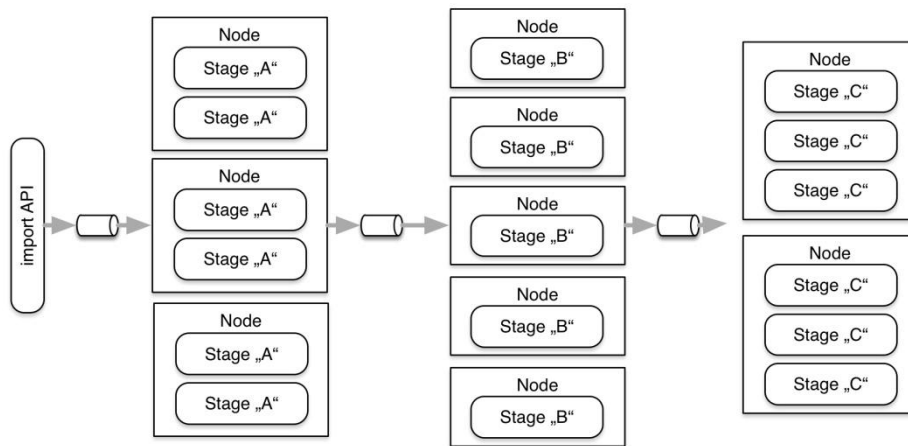 import API
Node
Stage „A“
Stage „A“
Node
Stage „A“
Stage „A“
Node
Stage „A“
Stage „A“
Node
Stage „B“
Node
Stage „B“
Node
Stage „B“
Node
Stage „B“
Node
Stage „B“
Node
Stage „C“
Stage „C“
Stage „C“
Node
Stage „C“
Stage „C“
Stage „C“